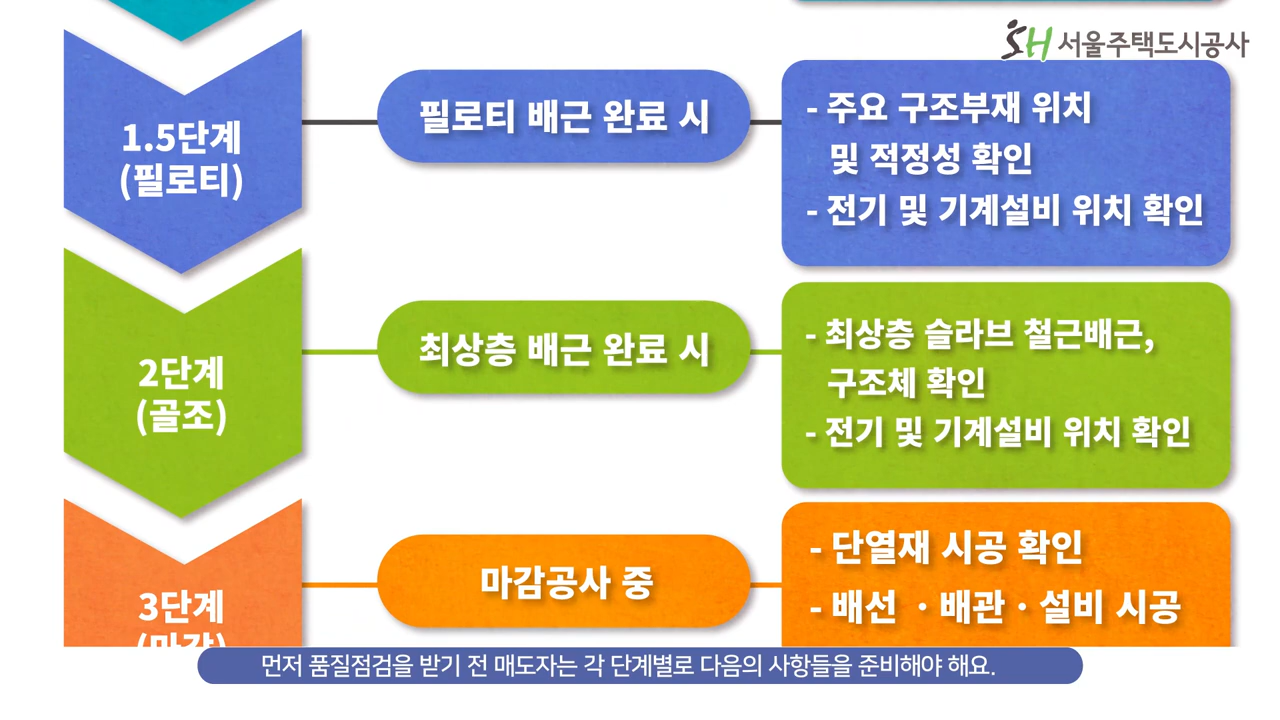 SH 서울주택도시공사
1.5단계
(필로티)
필로티 배근 완료 시
- 주요 구조부재 위치
및 적정성 확인
- 전기 및 기계설비 위치 확인
2단계
(골조)
최상층 배근 완료 시
- 최상층 슬라브 철근배근,
구조체 확인
- 전기 및 기계설비 위치 확인
3단계
(마감)
마감공사 중
- 단열재 시공 확인
- 배선 · 배관 · 설비 시공
먼저 품질점검을 받기 전 매도자는 각 단계별로 다음의 사항들을 준비해야 해요.